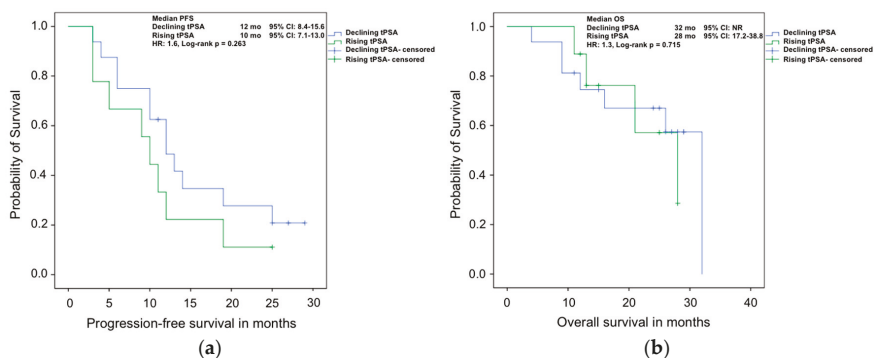 Median PFS
Declining tPSA 12 mo 95% CI: 8.4-15.6
Rising tPSA 10 mo 95% CI: 7.1-13.0
HR: 1.6, Log-rank p = 0.263
Declining tPSA
Rising tPSA
Declining tPSA- censored
Rising tPSA- censored
Probability of Survival
1.0
0.8
0.6
0.4
0.2
0.0
0 5 10 15 20 25 30
Progression-free survival in months
(a)
Median OS
Declining tPSA 32 mo 95% CI: NR
Rising tPSA 28 mo 95% CI: 17.2-38.8
HR: 1.3, Log-rank p = 0.715
Declining tPSA
Rising tPSA
Declining tPSA- censored
Rising tPSA- censored
Probability of Survival
1.0
0.8
0.6
0.4
0.2
0.0
0 10 20 30 40
Overall survival in months
(b)